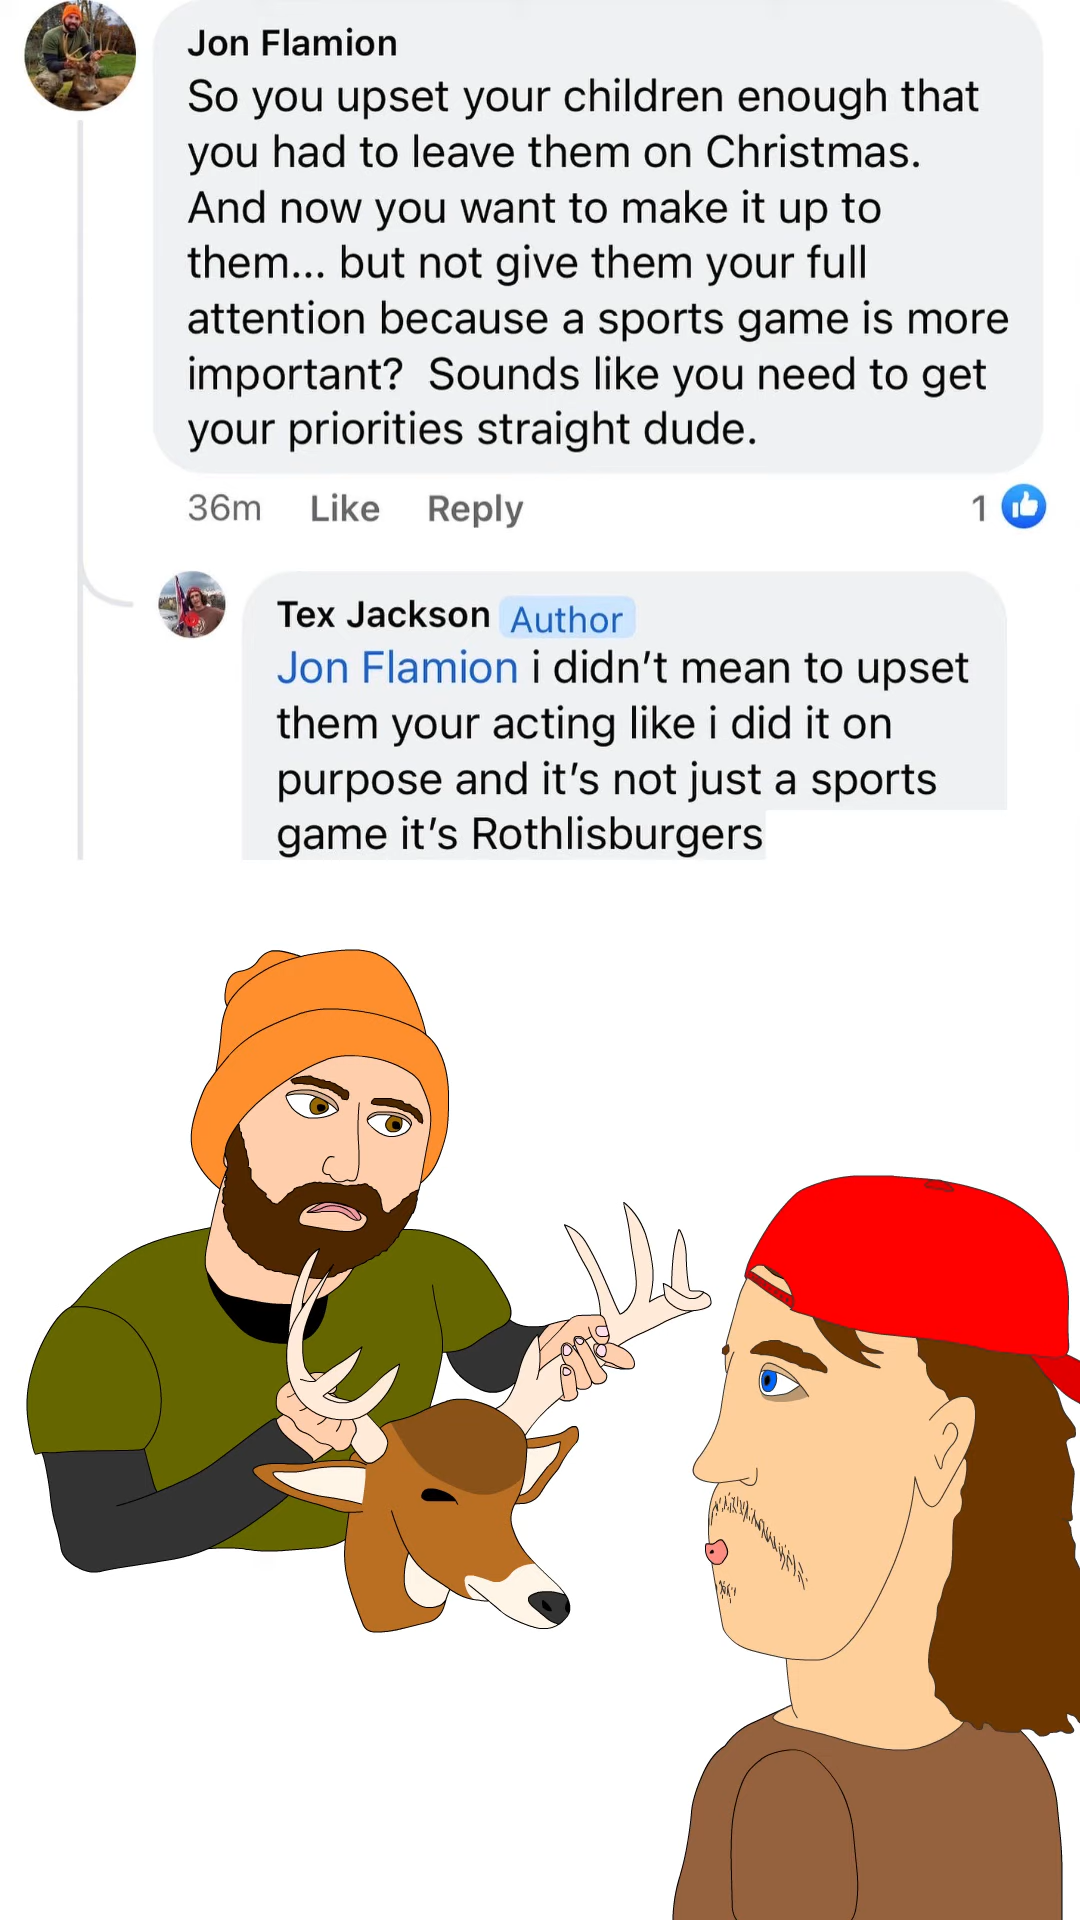 Jon Flamion
So you upset your children enough that
you had to leave them on Christmas.
And now you want to make it up to
them... but not give them your full
attention because a sports game is more
important?  Sounds like you need to get
your priorities straight dude.
36m Like Reply 1
Tex Jackson Author
Jon Flamion i didn’t mean to upset
them your acting like i did it on
purpose and it’s not just a sports
game it’s Rothlisburgers